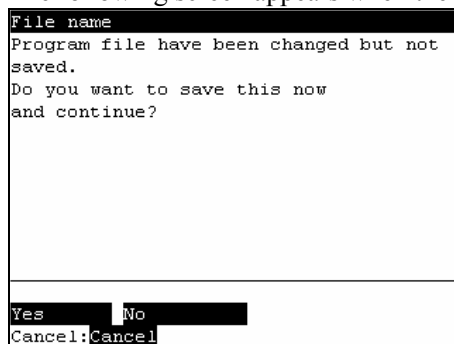 File name
Program file have been changed but not
saved.
Do you want to save this now
and continue?
Yes No
Cancel:Cancel